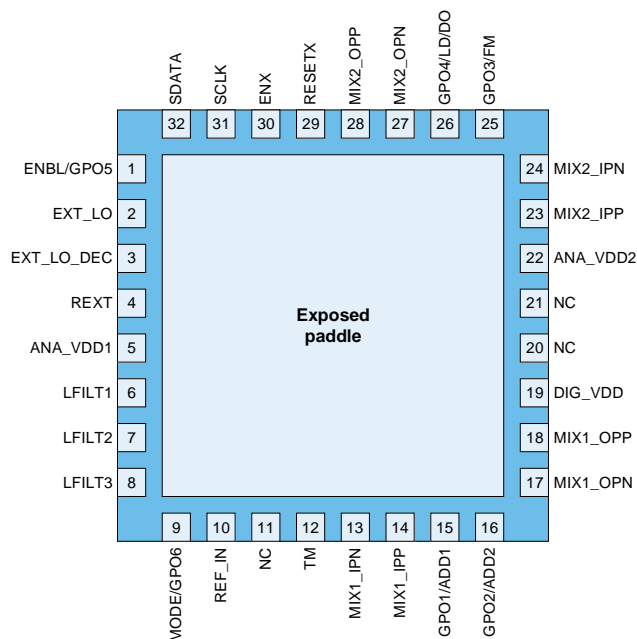 SDATA
SCLK
ENX
RESETX
MIX2_OPP
MIX2_OPN
GPO4/LD/DO
GPO3/FM
32
31
30
29
28
27
26
25
ENBL/GPO5 1
EXT_LO 2
EXT_LO_DEC 3
REXT 4
ANA_VDD1 5
LFILT1 6
LFILT2 7
LFILT3 8
Exposed
paddle
24 MIX2_IPN
23 MIX2_IPP
22 ANA_VDD2
21 NC
20 NC
19 DIG_VDD
18 MIX1_OPP
17 MIX1_OPN
9
10
11
12
13
14
15
16
MODE/GPO6
REF_IN
NC
TM
MIX1_IPN
MIX1_IPP
GPO1/ADD1
GPO2/ADD2